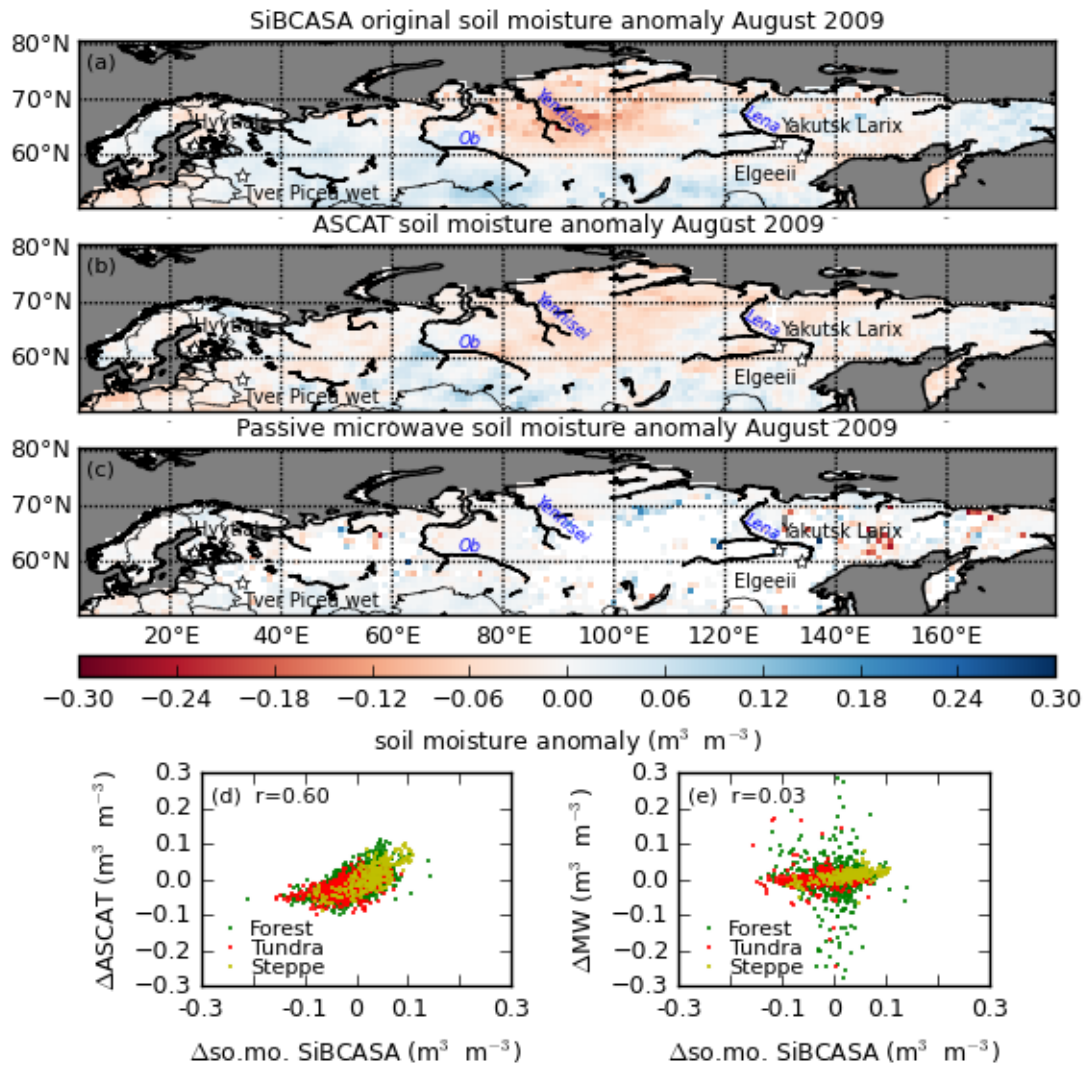 SiBCASA original soil moisture anomaly August 2009
80°N
(a)
70°N
Hyytiala
Yennisei
Lena
Yakutsk Larix
Ob
60°N
Elgeeii
Tver Picea wet
ASCAT soil moisture anomaly August 2009
80°N
(b)
70°N
Hyytiala
Yennisei
Lena
Yakutsk Larix
Ob
60°N
Elgeeii
Tver Picea wet
Passive microwave soil moisture anomaly August 2009
80°N
(c)
70°N
Hyytiala
Yennisei
Lena
Yakutsk Larix
Ob
60°N
Elgeeii
Tver Picea wet
20°E 40°E 60°E 80°E 100°E 120°E 140°E 160°E
−0.30 −0.24 −0.18 −0.12 −0.06 0.00 0.06 0.12 0.18 0.24 0.30
soil moisture anomaly (m³ m⁻³)
(d) r=0.60
ΔASCAT (m³ m⁻³)
0.3
0.2
0.1
0.0
−0.1
−0.2
−0.3
Forest
Tundra
Steppe
-0.3 -0.1 0 0.1 0.3
Δso.mo. SiBCASA (m³ m⁻³)
(e) r=0.03
ΔMW (m³ m⁻³)
0.3
0.2
0.1
0.0
−0.1
−0.2
−0.3
Forest
Tundra
Steppe
-0.3 -0.1 0 0.1 0.3
Δso.mo. SiBCASA (m³ m⁻³)